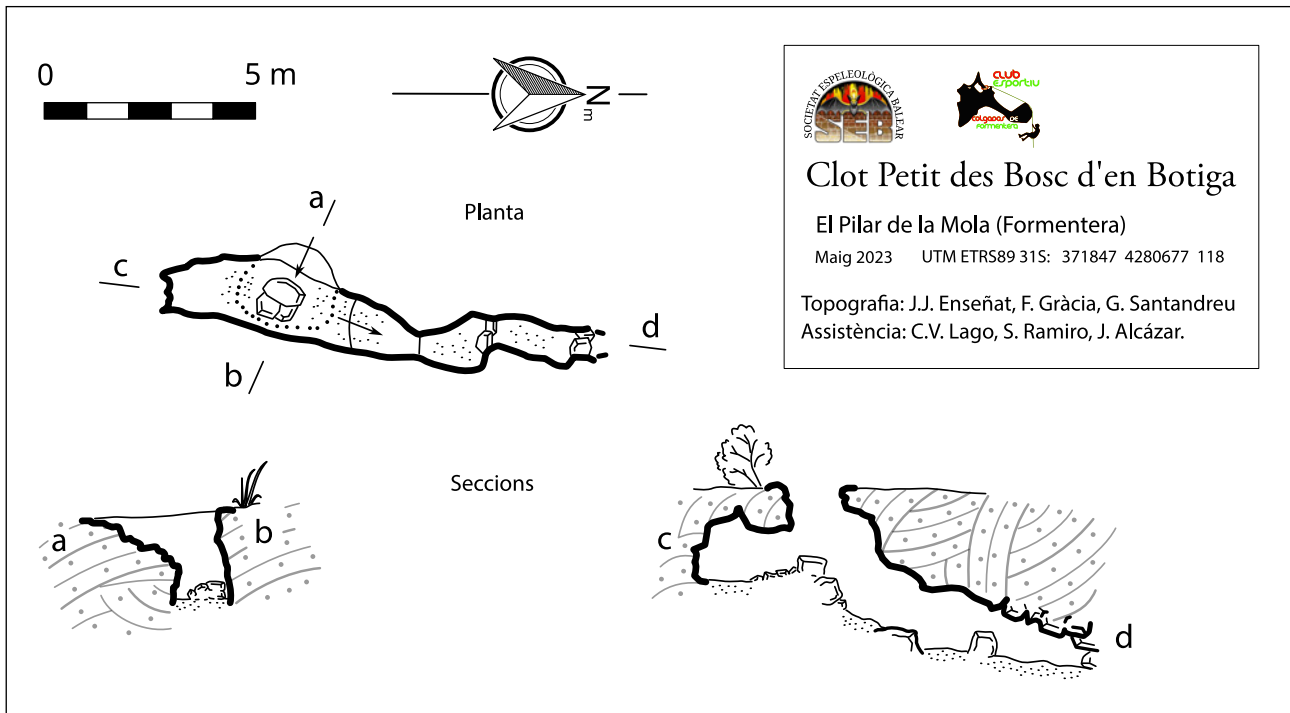 0 5 m
N
m
SOCIETAT ESPELEOLÒGICA BALEAR
SEB
CLUB
ESPORTIU
COLGADAS DE
FORMENTERA
Clot Petit des Bosc d'en Botiga
El Pilar de la Mola (Formentera)
Maig 2023 UTM ETRS89 31S: 371847 4280677 118
Topografia: J.J. Enseñat, F. Gràcia, G. Santandreu
Assistència: C.V. Lago, S. Ramiro, J. Alcázar.
a
Planta
c
d
b
Seccions
a
b
c
d